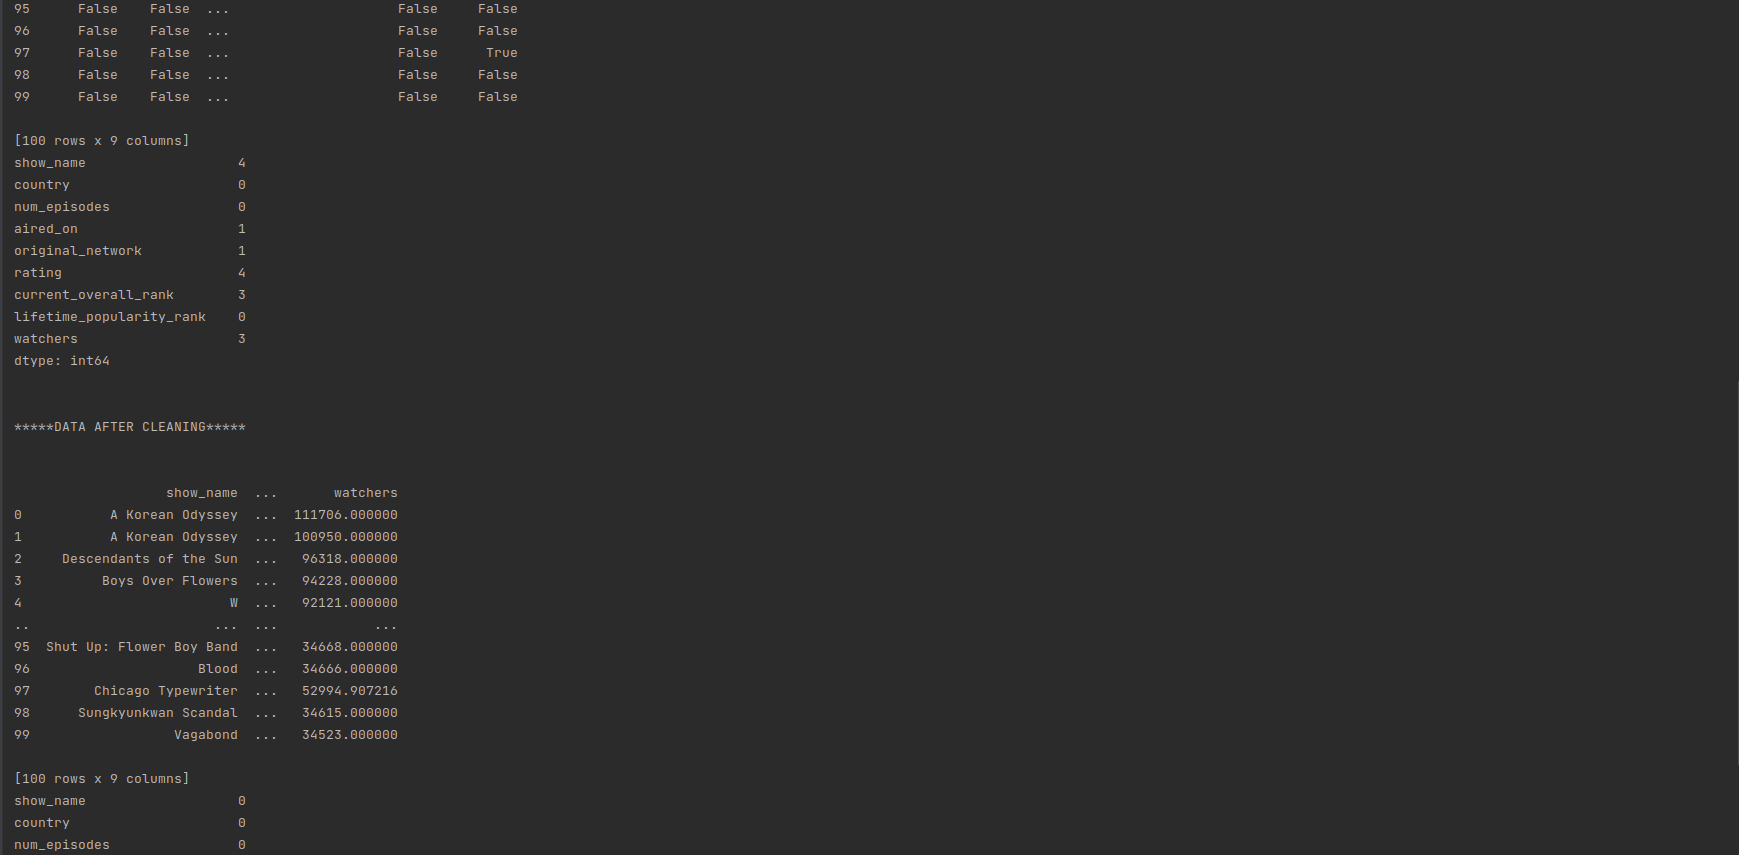 95      False    False  ...                     False     False
96      False    False  ...                     False     False
97      False    False  ...                     False      True
98      False    False  ...                     False     False
99      False    False  ...                     False     False
[100 rows x 9 columns]
show_name                   4
country                     0
num_episodes                0
aired_on                    1
original_network            1
rating                      4
current_overall_rank        3
lifetime_popularity_rank    0
watchers                    3
dtype: int64
*****DATA AFTER CLEANING*****
                   show_name  ...       watchers
0           A Korean Odyssey  ...  111706.000000
1           A Korean Odyssey  ...  100950.000000
2     Descendants of the Sun  ...   96318.000000
3          Boys Over Flowers  ...   94228.000000
4                          W  ...   92121.000000
..                       ...  ...            ...
95  Shut Up: Flower Boy Band  ...   34668.000000
96                     Blood  ...   34666.000000
97        Chicago Typewriter  ...   52994.907216
98      Sungkyunkwan Scandal  ...   34615.000000
99                  Vagabond  ...   34523.000000
[100 rows x 9 columns]
show_name                   0
country                     0
num_episodes                0